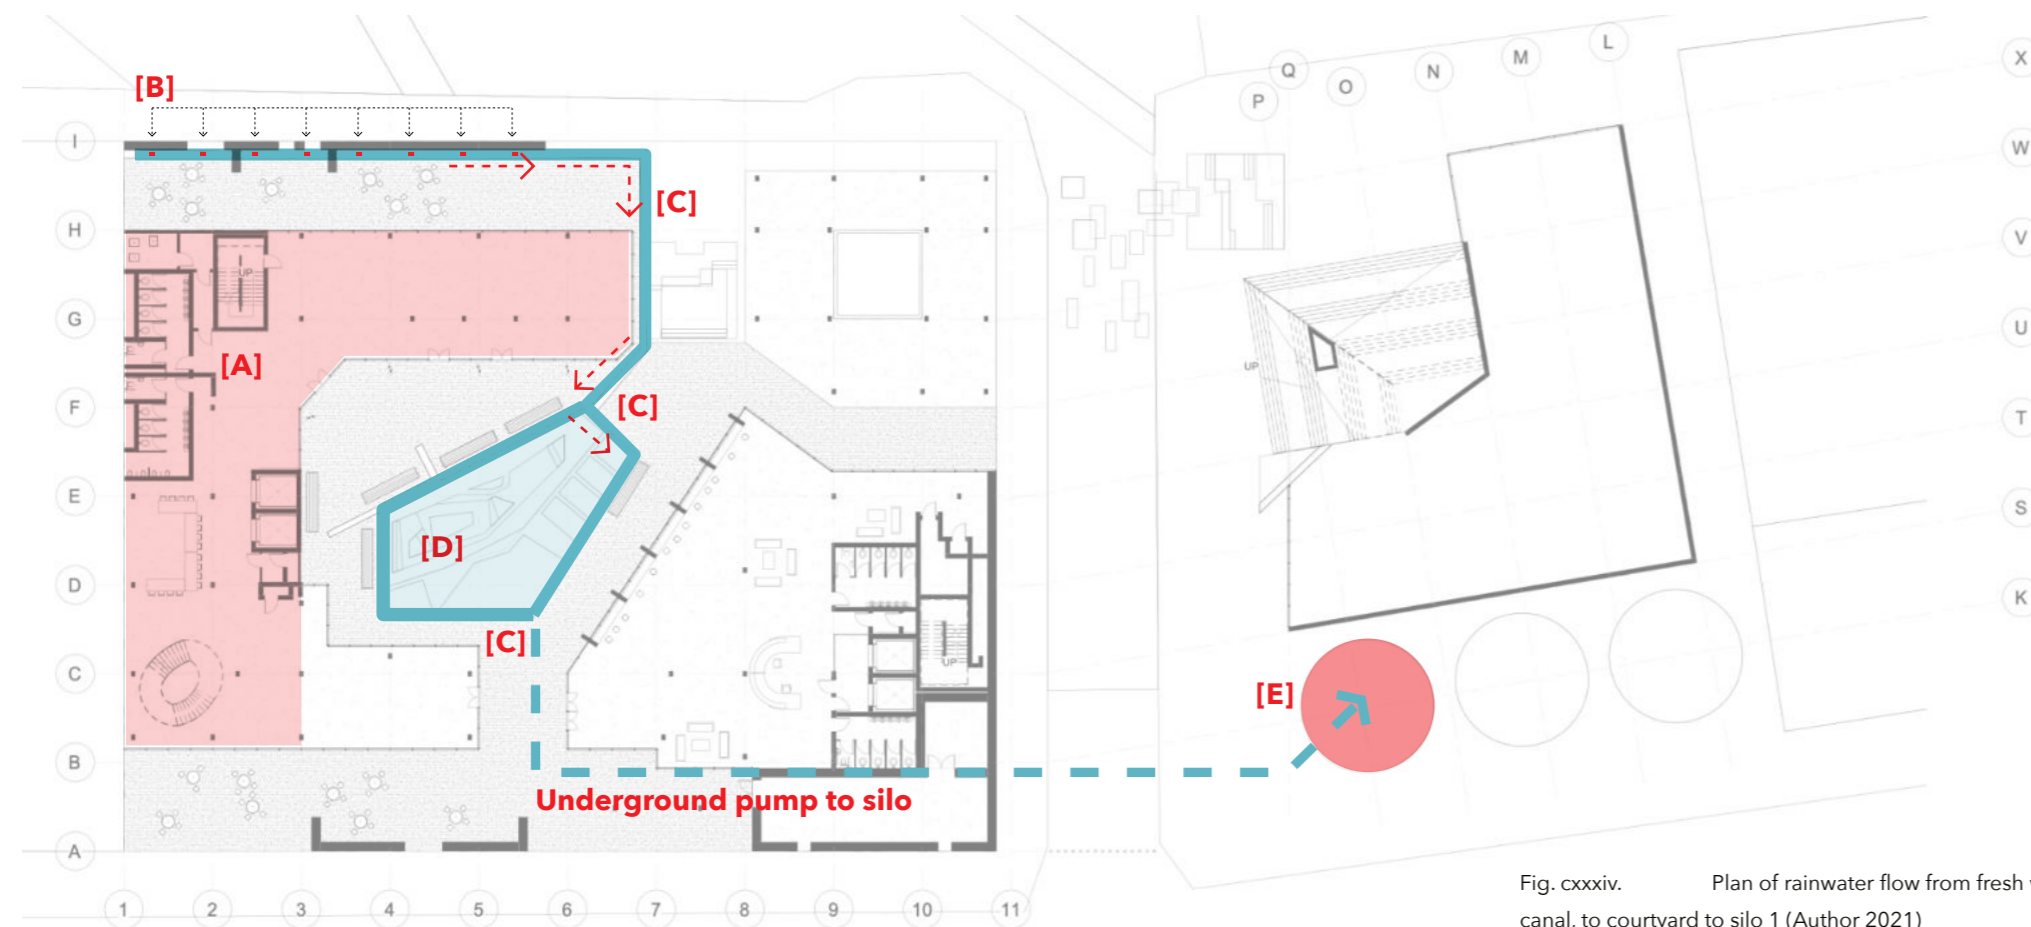 [B]
L
M
N
Q
O
P
X
I
W
[C]
H
V
UP
G
U
[A]
UP
[C]
F
T
E
S
[D]
D
K
[C]
C
UP
[E]
B
Underground pump to silo
A
1 2 3 4 5 6 7 8 9 10 11
Fig. cxxxiv. Plan of rainwater flow from fresh
canal, to courtyard to silo 1 (Author 2021)